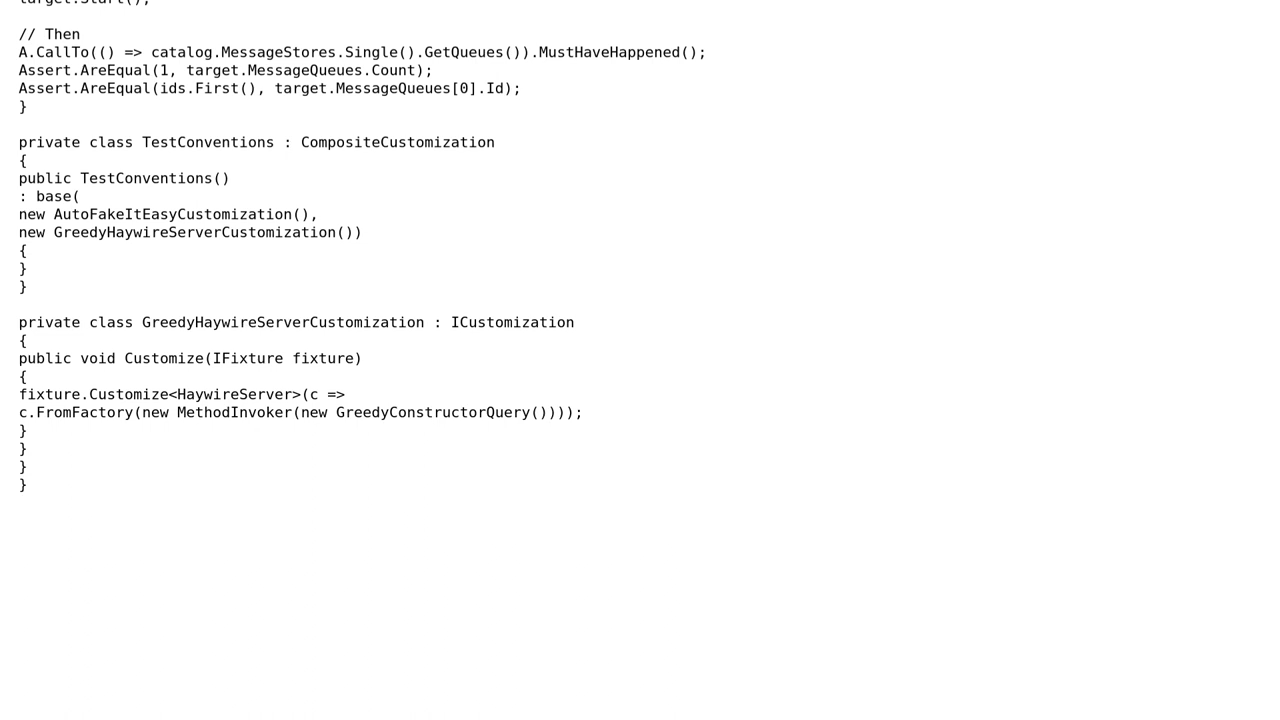 target.Start();

// Then
A.CallTo(() => catalog.MessageStores.Single().GetQueues()).MustHaveHappened();
Assert.AreEqual(1, target.MessageQueues.Count);
Assert.AreEqual(ids.First(), target.MessageQueues[0].Id);
}

private class TestConventions : CompositeCustomization
{
public TestConventions()
: base(
new AutoFakeItEasyCustomization(),
new GreedyHaywireServerCustomization())
{
}
}

private class GreedyHaywireServerCustomization : ICustomization
{
public void Customize(IFixture fixture)
{
fixture.Customize<HaywireServer>(c =>
c.FromFactory(new MethodInvoker(new GreedyConstructorQuery())));
}
}
}
}